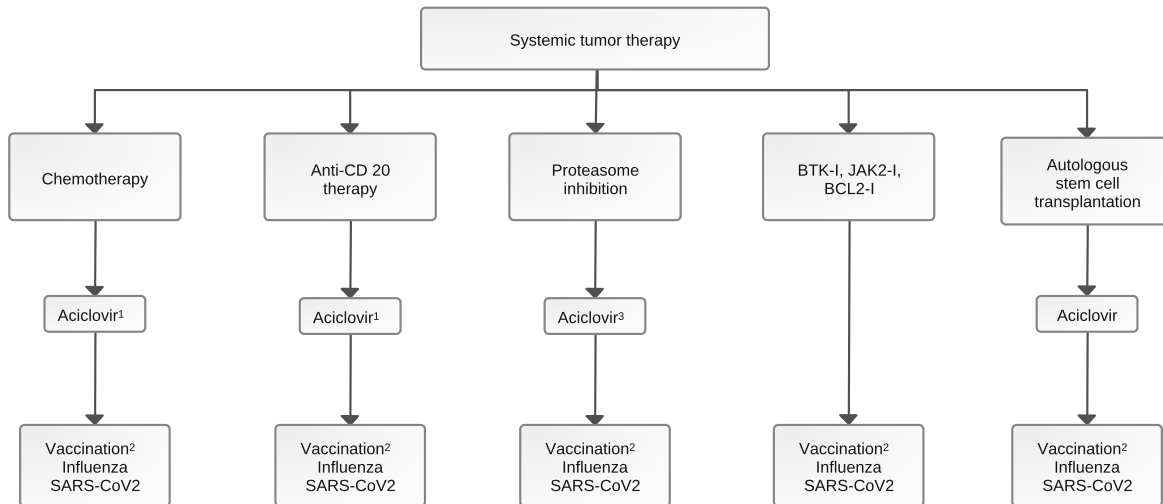 Systemic tumor therapy
Chemotherapy
Anti-CD 20
therapy
Proteasome
inhibition
BTK-I, JAK2-I,
BCL2-I
Autologous
stem cell
transplantation
Aciclovir¹
Aciclovir¹
Aciclovir³
Aciclovir
Vaccination²
Influenza
SARS-CoV2
Vaccination²
Influenza
SARS-CoV2
Vaccination²
Influenza
SARS-CoV2
Vaccination²
Influenza
SARS-CoV2
Vaccination²
Influenza
SARS-CoV2